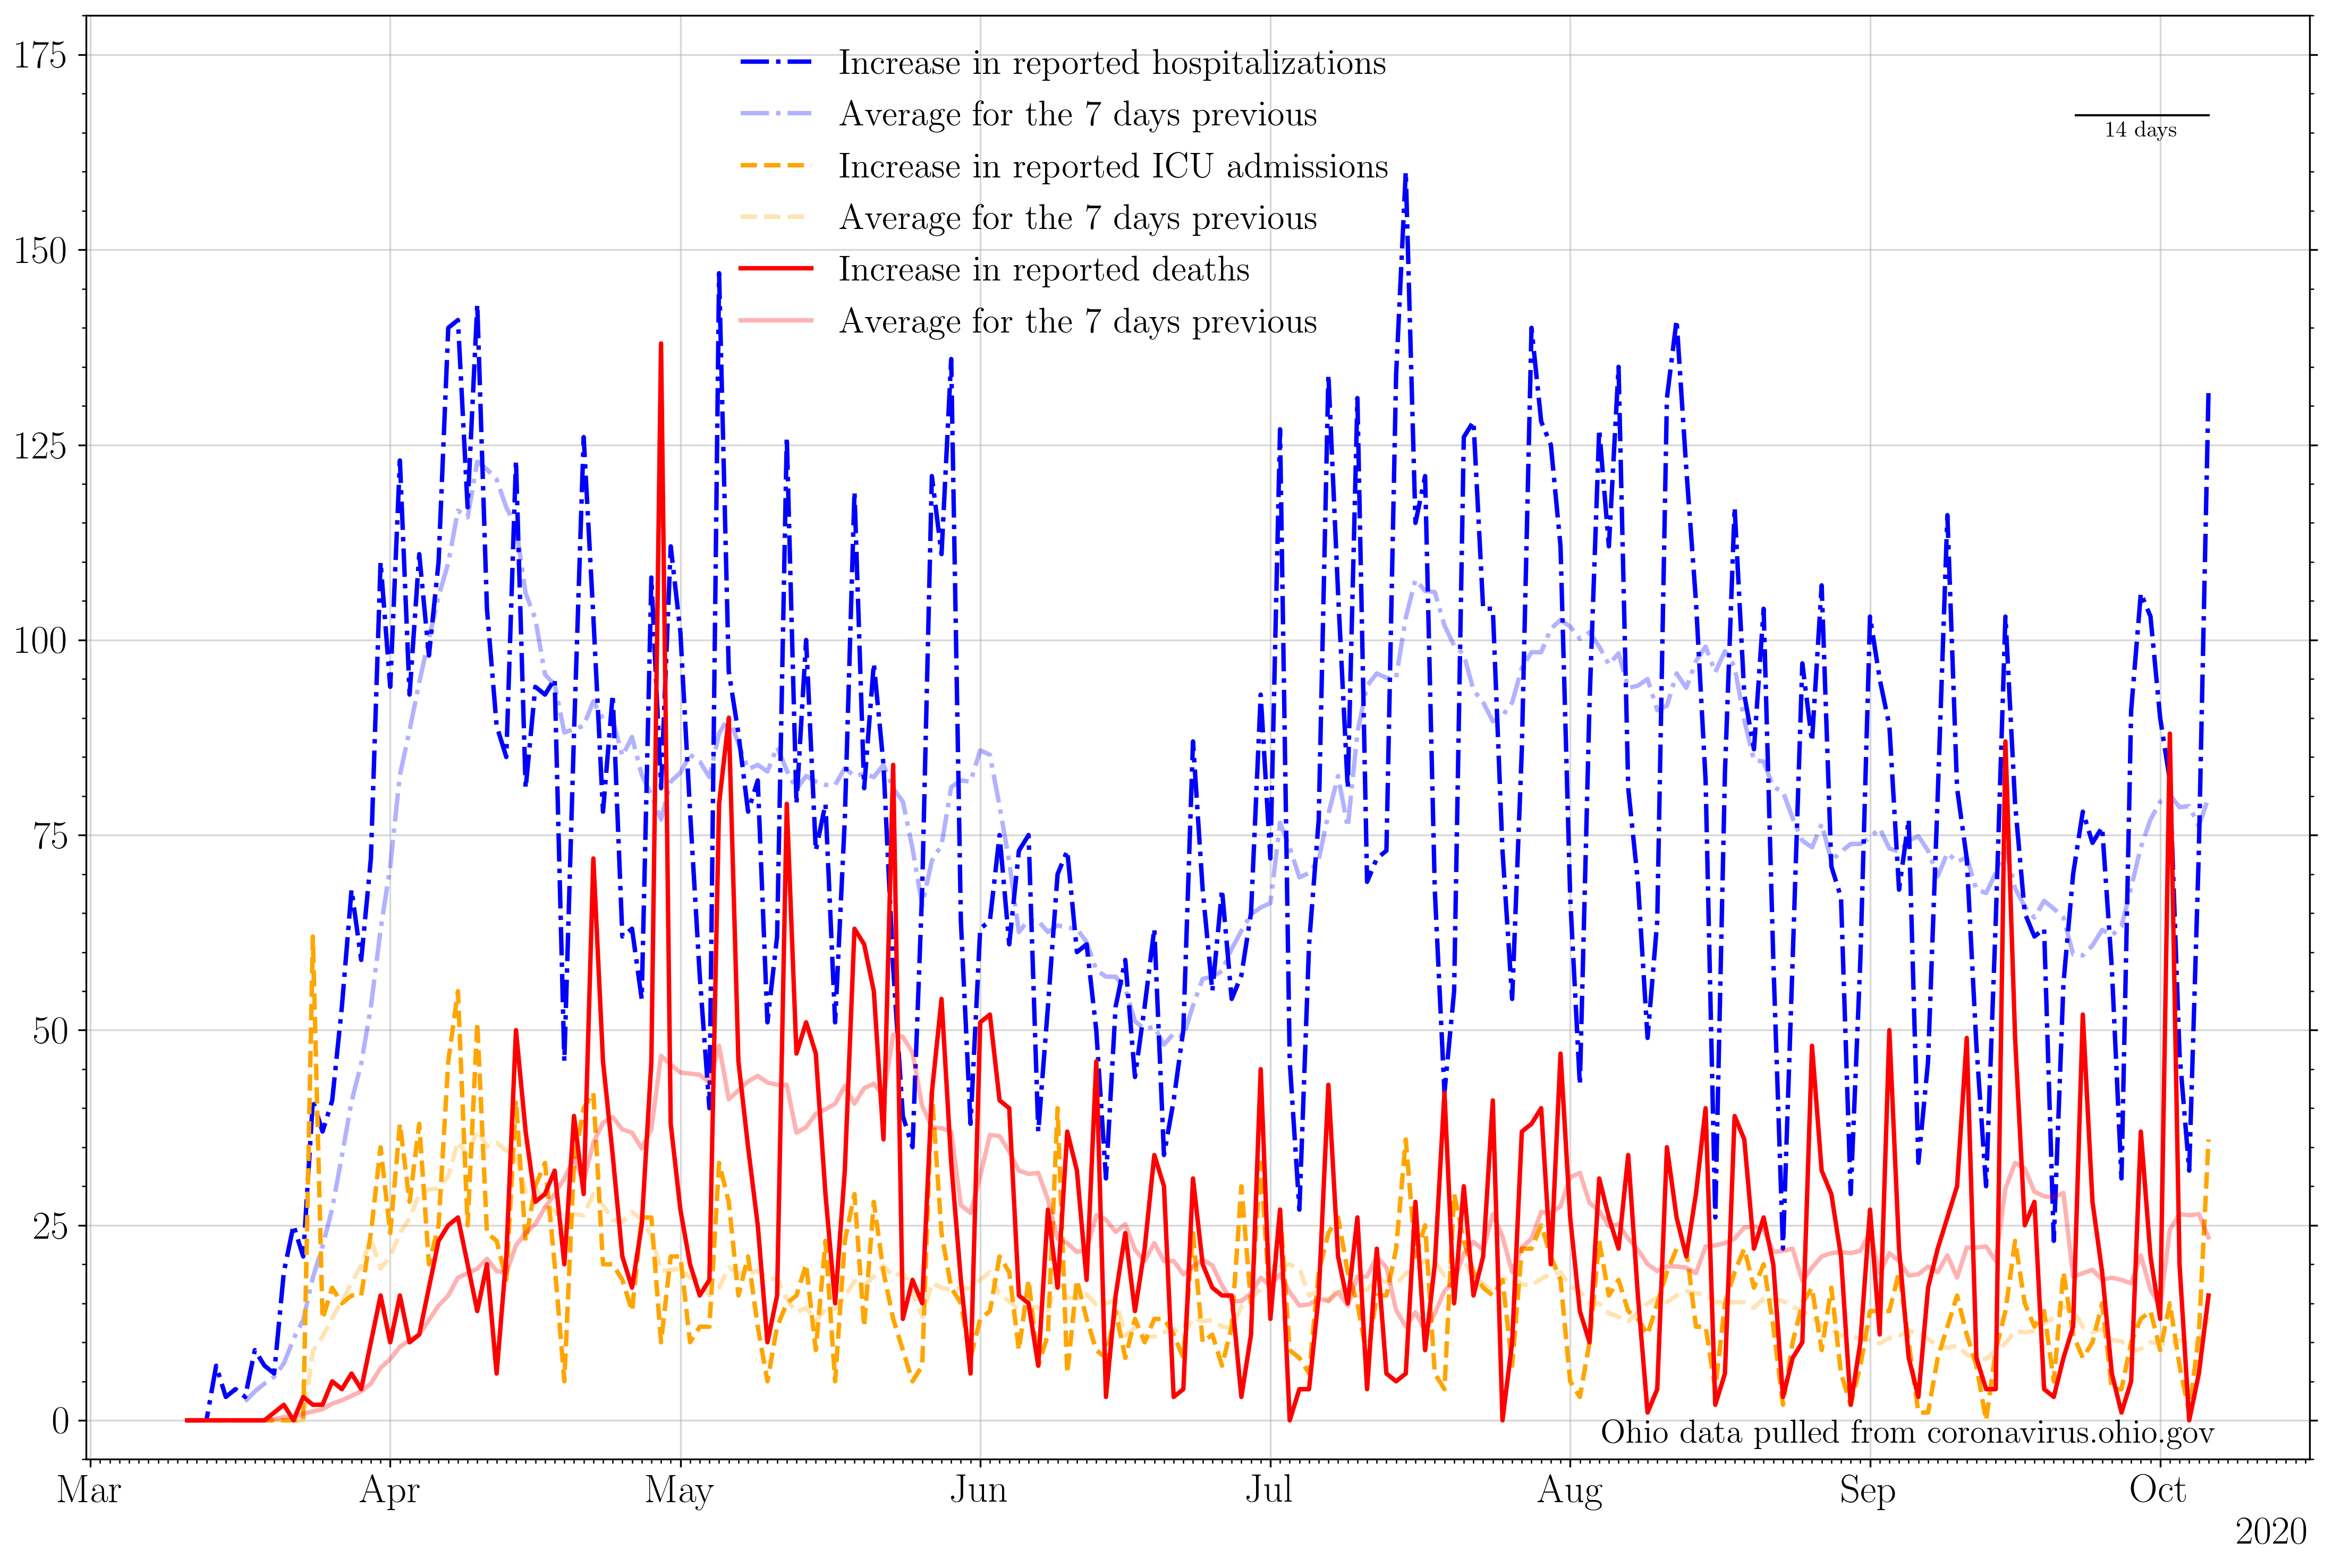 175
150
125
100
75
50
25
0
Increase in reported hospitalizations
Average for the 7 days previous
Increase in reported ICU admissions
Average for the 7 days previous
Increase in reported deaths
Average for the 7 days previous
14 days
Ohio data pulled from coronavirus.ohio.gov
Mar Apr May Jun Jul Aug Sep Oct
2020